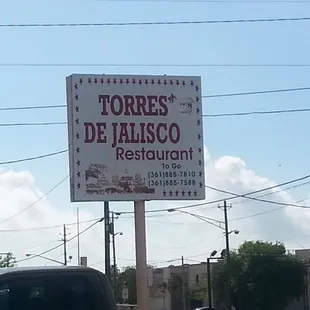 TORRES
DE JALISCO
Restaurant
To Go
(361)885-7810
(361)885-7588